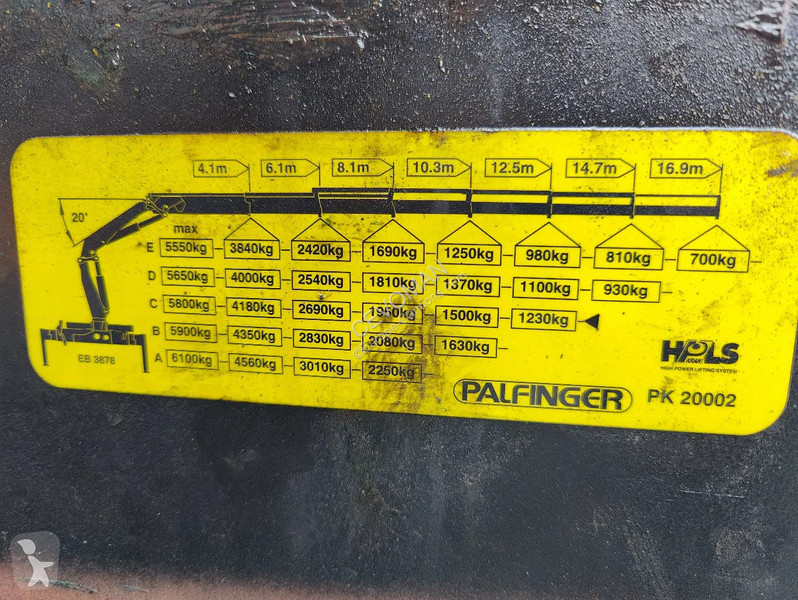 4.1m 6.1m 8.1m 10.3m 12.5m 14.7m 16.9m
20°
max
E 5550kg 3840kg 2420kg 1690kg 1250kg 980kg 810kg 700kg
D 5650kg 4000kg 2540kg 1810kg 1370kg 1100kg 930kg
C 5800kg 4180kg 2690kg 1950kg 1500kg 1230kg
B 5900kg 4350kg 2830kg 2080kg 1630kg
A 6100kg 4560kg 3010kg 2250kg
EB 3878
HPLS
HIGH POWER LIFTING SYSTEM
PALFINGER PK 20002